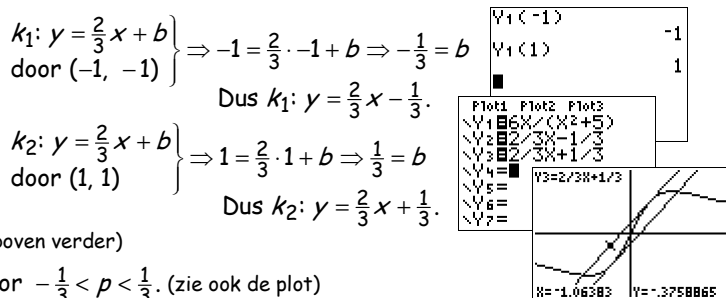 k₁: y = 2/3 x + b
door (−1, −1) } ⇒ −1 = 2/3 · −1 + b ⇒ −1/3 = b
Dus k₁: y = 2/3 x − 1/3.
k₂: y = 2/3 x + b
door (1, 1) } ⇒ 1 = 2/3 · 1 + b ⇒ 1/3 = b
Dus k₂: y = 2/3 x + 1/3.
oven verder)
or − 1/3 < p < 1/3. (zie ook de plot)
Y₁(-1)
-1
Y₁(1)
1
Plot1 Plot2 Plot3
\Y₁=6X/(X²+5)
\Y₂=2/3X-1/3
\Y₃=2/3X+1/3
\Y₄=
\Y₅=
\Y₆=
\Y₇=
Y3=2/3X+1/3
X=-1.06383 Y=-.3758865